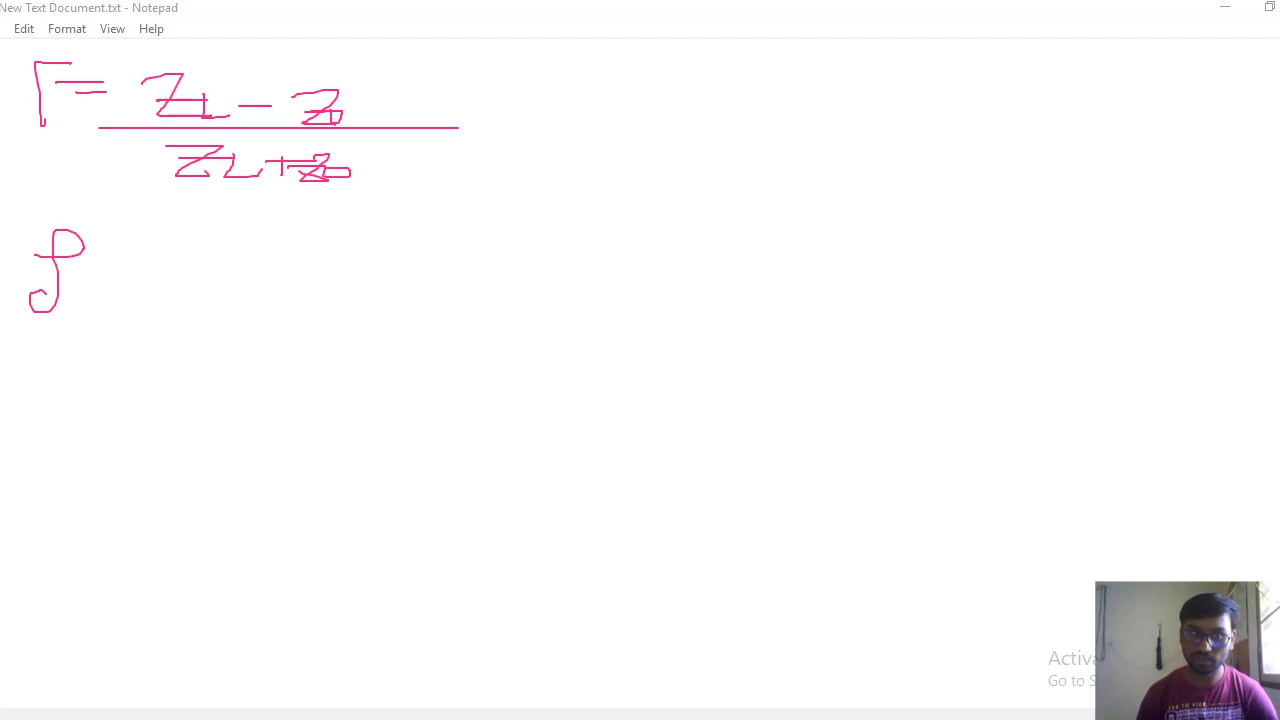 New Text Document.txt - Notepad
Edit Format View Help
Γ = ZL - Z0
ZL + Z0
Activa
Go to S